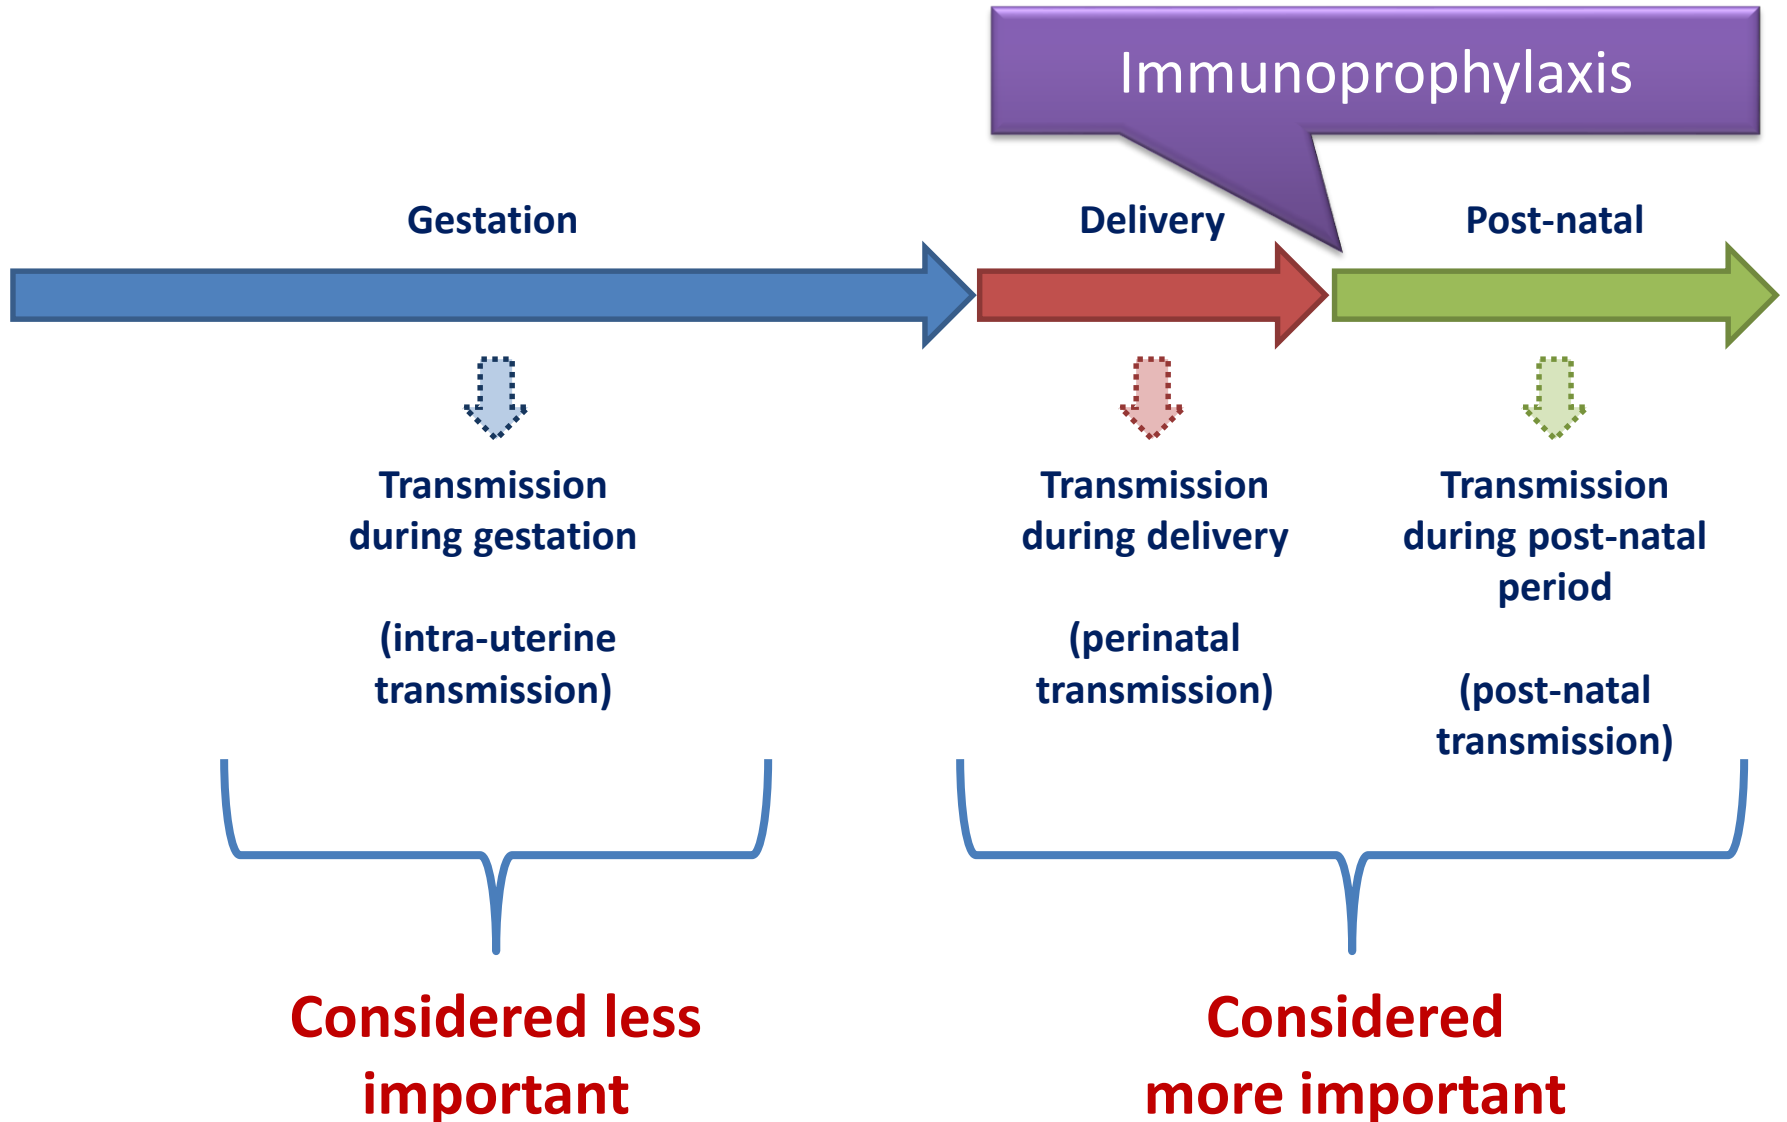 Immunoprophylaxis
Gestation
Delivery
Post-natal
Transmission
during gestation
(intra-uterine
transmission)
Transmission
during delivery
(perinatal
transmission)
Transmission
during post-natal
period
(post-natal
transmission)
Considered less
important
Considered
more important